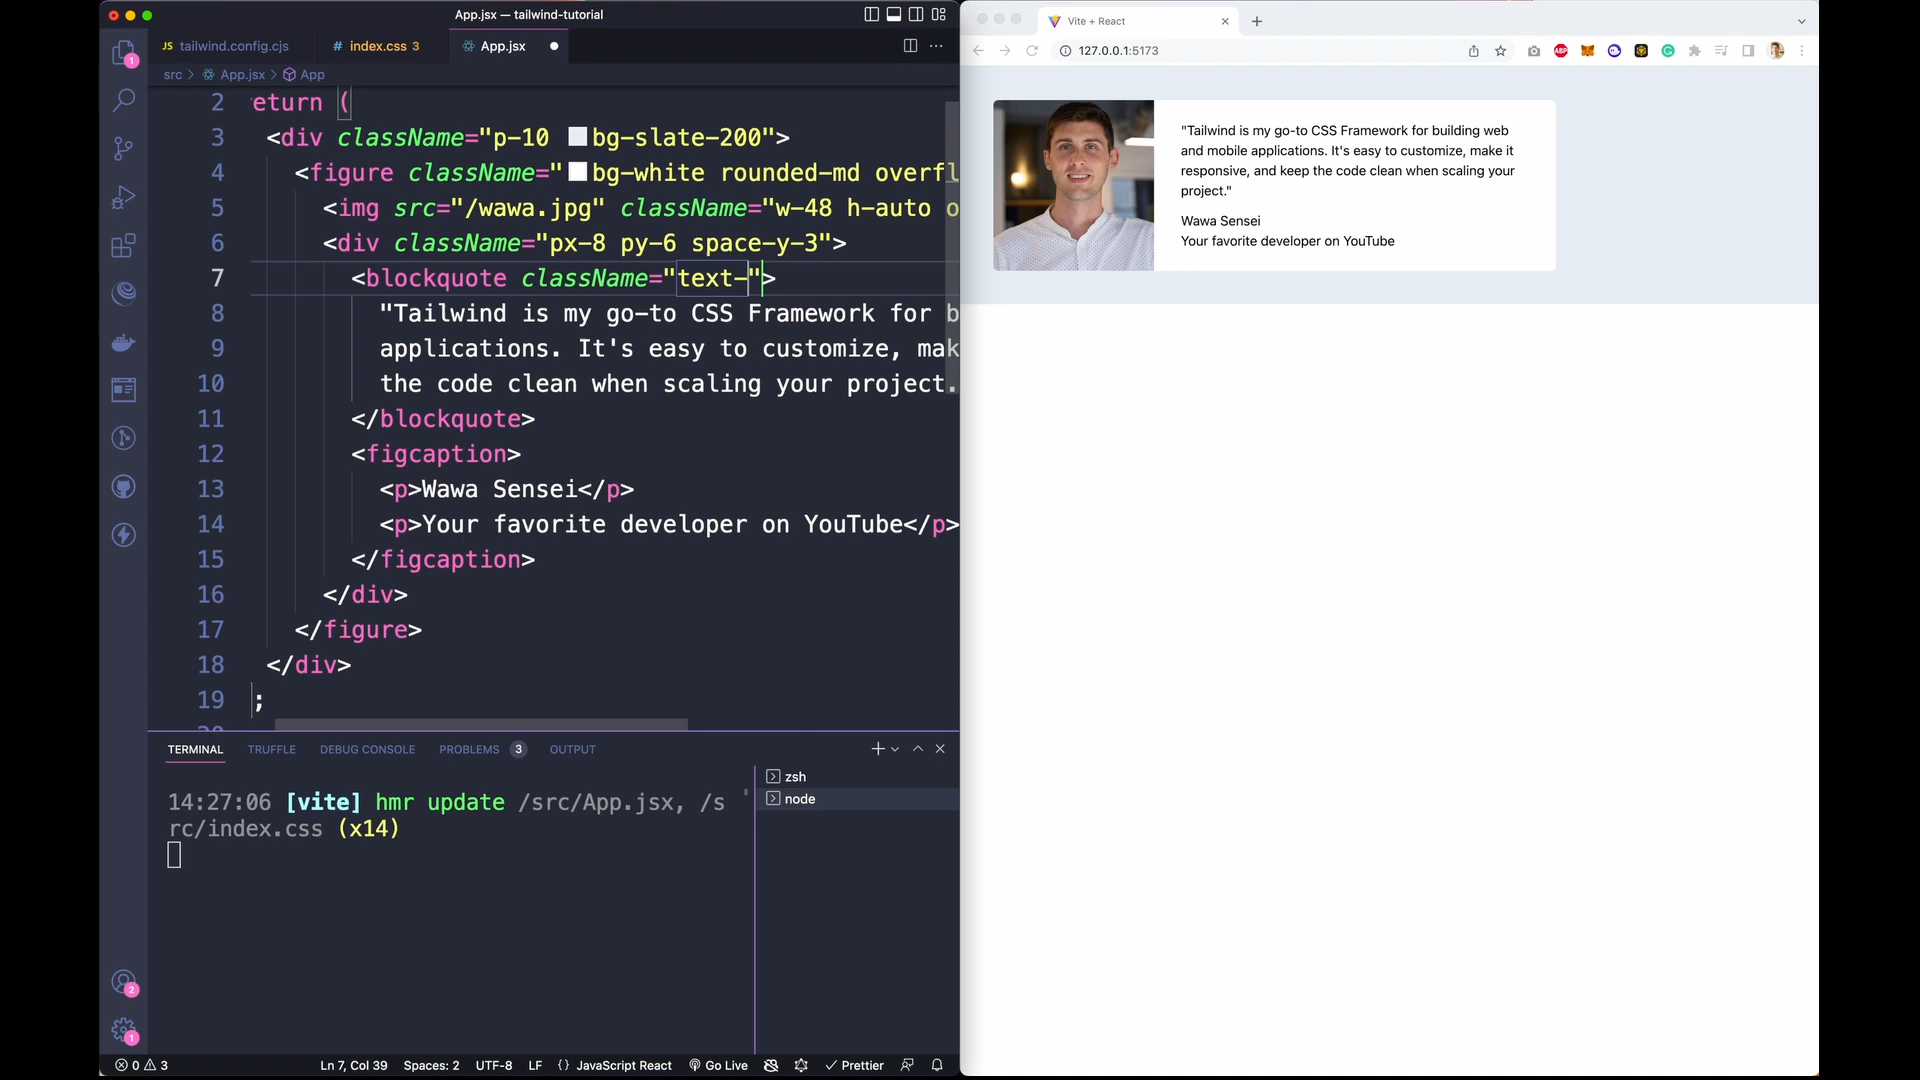 App.jsx — tailwind-tutorial
JS tailwind.config.cjs
# index.css 3
App.jsx
src > App.jsx > App
2 eturn (
3 <div className="p-10 bg-slate-200">
4 <figure className="bg-white rounded-md overfl
5 <img src="/wawa.jpg" className="w-48 h-auto o
6 <div className="px-8 py-6 space-y-3">
7 <blockquote className="text-">
8 "Tailwind is my go-to CSS Framework for b
9 applications. It's easy to customize, mak
10 the code clean when scaling your project.
11 </blockquote>
12 <figcaption>
13 <p>Wawa Sensei</p>
14 <p>Your favorite developer on YouTube</p>
15 </figcaption>
16 </div>
17 </figure>
18 </div>
19 ;
1
2
1
TERMINAL TRUFFLE DEBUG CONSOLE PROBLEMS 3 OUTPUT
14:27:06 [vite] hmr update /src/App.jsx, /s
rc/index.css (x14)
zsh
node
0 3 Ln 7, Col 39 Spaces: 2 UTF-8 LF {} JavaScript React Go Live Prettier
Vite + React
127.0.0.1:5173
ABP
"Tailwind is my go-to CSS Framework for building web
and mobile applications. It's easy to customize, make it
responsive, and keep the code clean when scaling your
project."
Wawa Sensei
Your favorite developer on YouTube